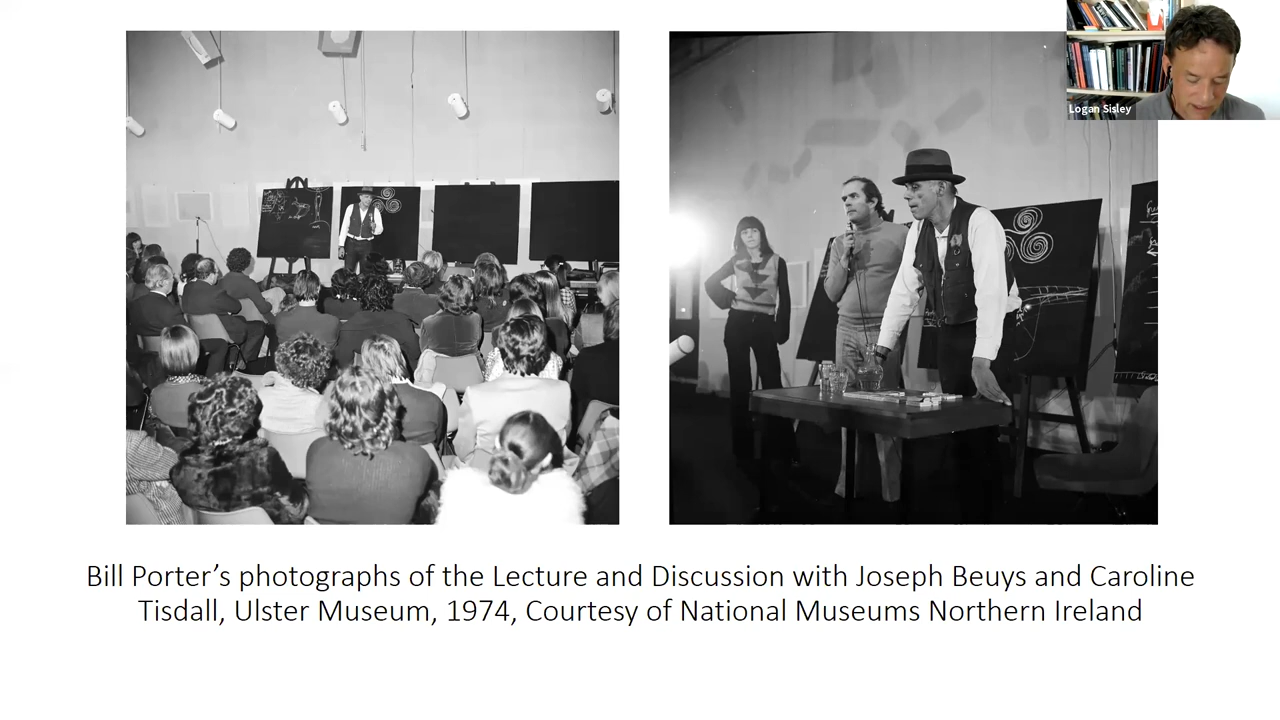 Logan Sisley
Bill Porter’s photographs of the Lecture and Discussion with Joseph Beuys and Caroline
Tisdall, Ulster Museum, 1974, Courtesy of National Museums Northern Ireland